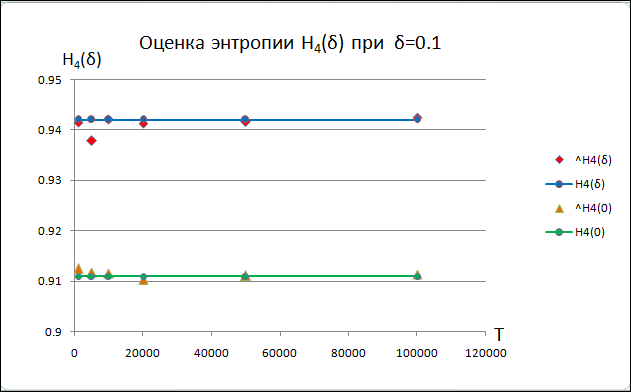 Оценка энтропии H₄(δ) при δ=0.1
H₄(δ)
0.95
0.94
0.93
0.92
0.91
0.9
0 20000 40000 60000 80000 100000 120000
T
^H4(δ)
H4(δ)
^H4(0)
H4(0)